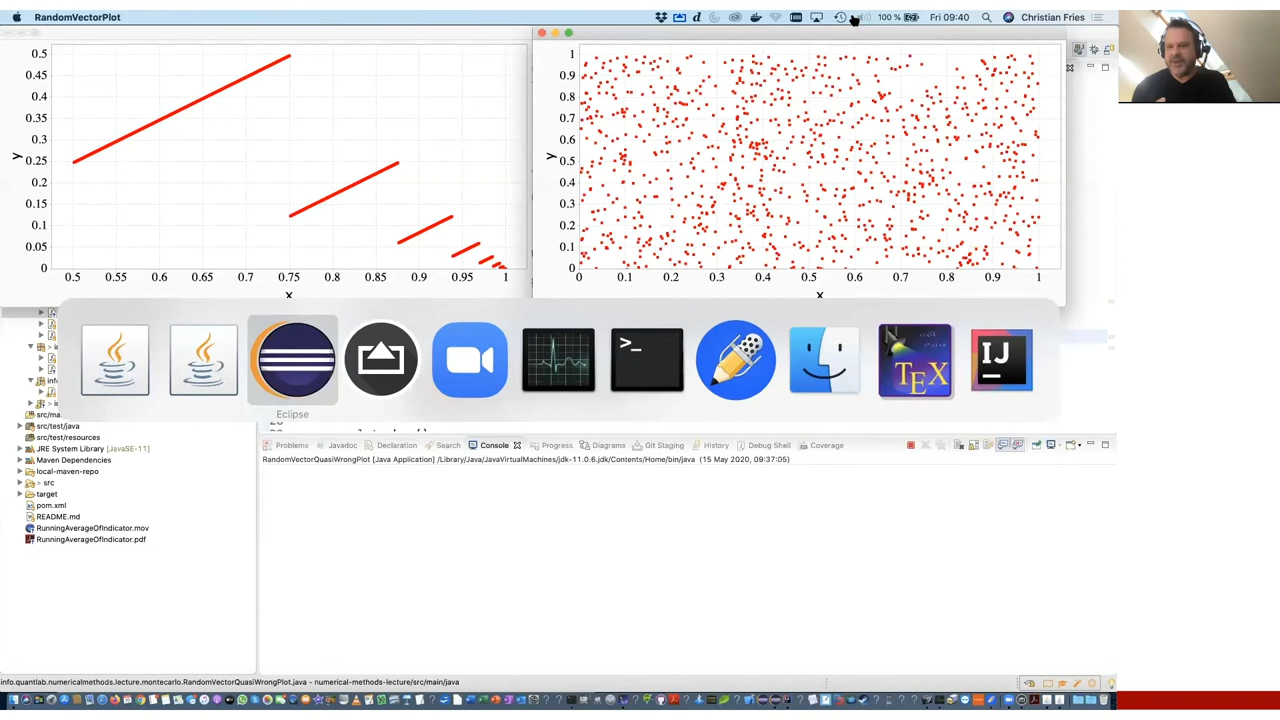 RandomVectorPlot
100 %
Fri 09:40
Christian Fries
0.5
0.45
0.4
0.35
0.3
0.25
0.2
0.15
0.1
0.05
0
y
0.5 0.55 0.6 0.65 0.7 0.75 0.8 0.85 0.9 0.95 1
x
1
0.9
0.8
0.7
0.6
0.5
0.4
0.3
0.2
0.1
0
y
0 0.1 0.2 0.3 0.4 0.5 0.6 0.7 0.8 0.9 1
x
>_
TEX
IJ
Eclipse
src/test/java
src/test/resources
JRE System Library [JavaSE-11]
Maven Dependencies
local-maven-repo
> src
target
pom.xml
README.md
RunningAverageOfIndicator.mov
RunningAverageOfIndicator.pdf
Problems Javadoc Declaration Search Console Progress Diagrams Git Staging History Debug Shell Coverage
RandomVectorQuasiWrongPlot [Java Application] /Library/Java/JavaVirtualMachines/jdk-11.0.6.jdk/Contents/Home/bin/java (15 May 2020, 09:37:05)
info.quantlab.numericalmethods.lecture.montecarlo.RandomVectorQuasiWrongPlot.java - numerical-methods-lecture/src/main/java